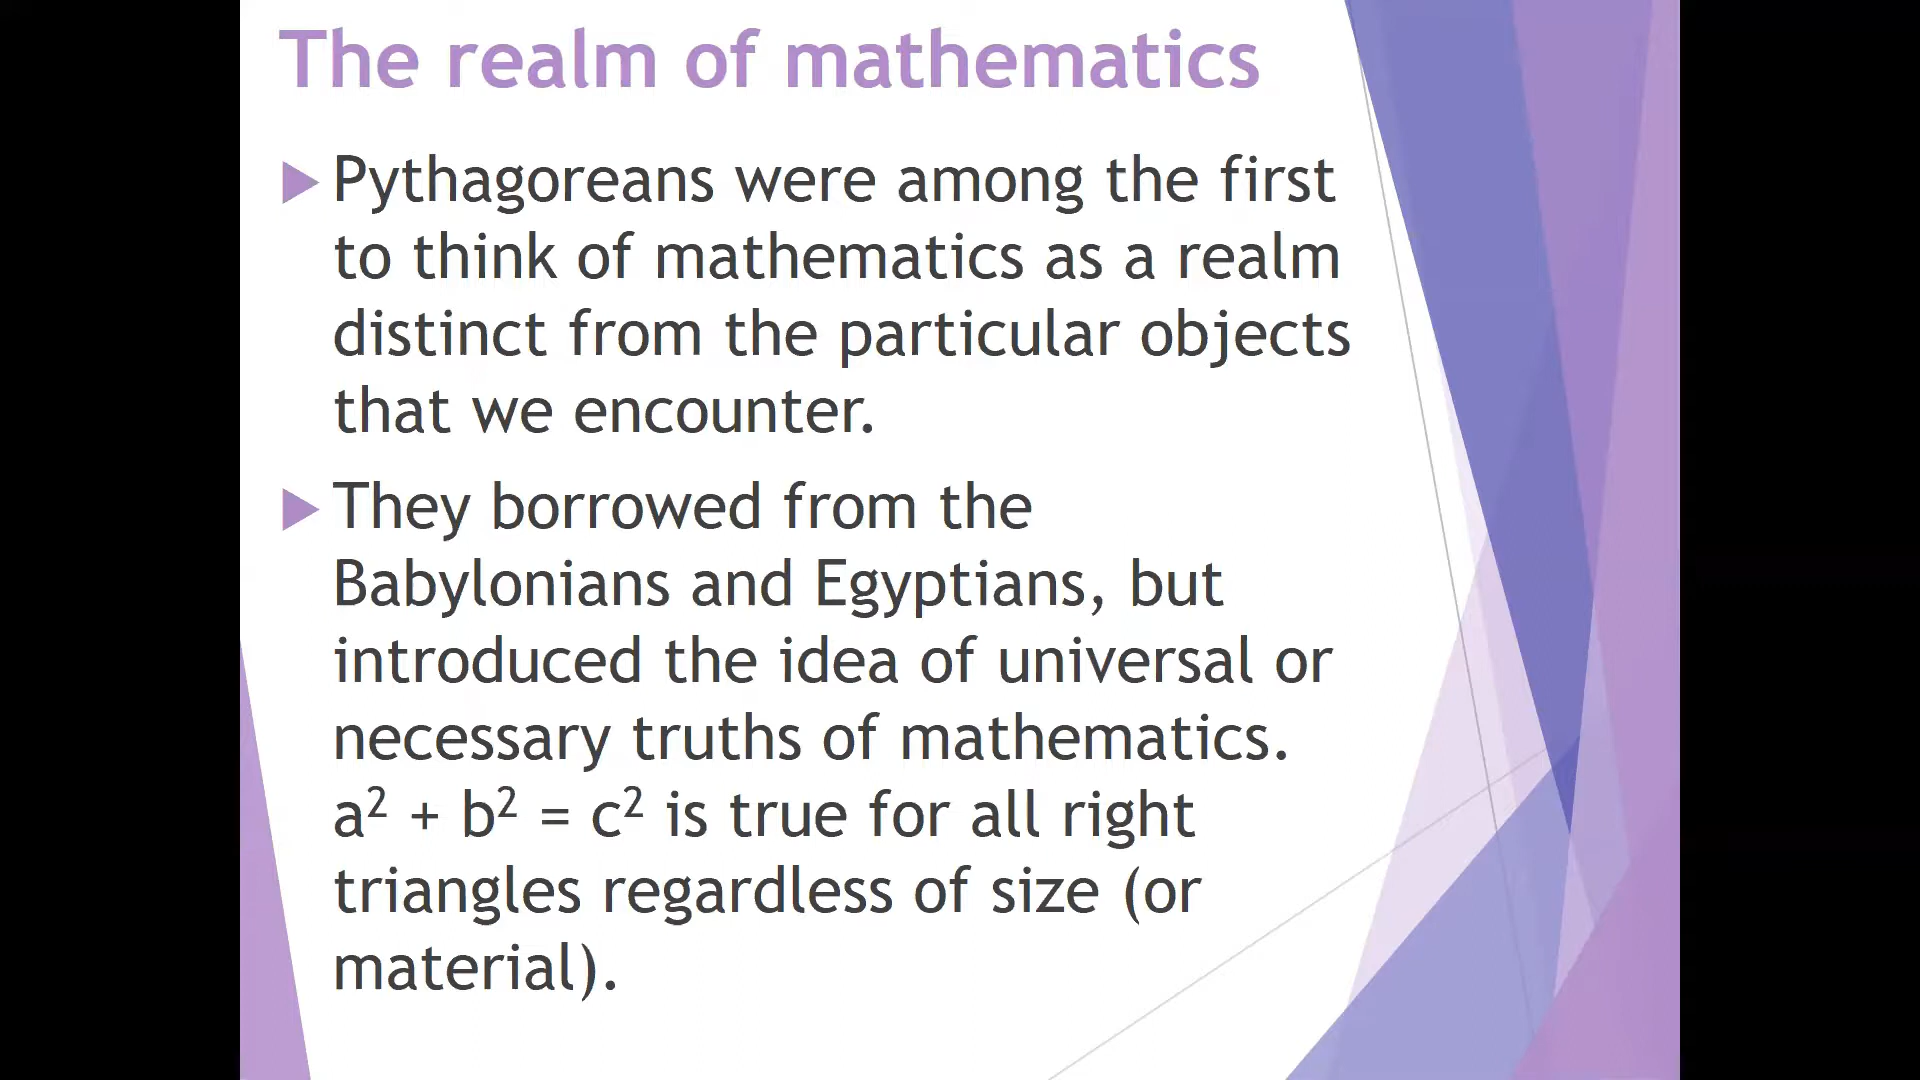 The realm of mathematics
Pythagoreans were among the first
to think of mathematics as a realm
distinct from the particular objects
that we encounter.
They borrowed from the
Babylonians and Egyptians, but
introduced the idea of universal or
necessary truths of mathematics.
a² + b² = c² is true for all right
triangles regardless of size (or
material).